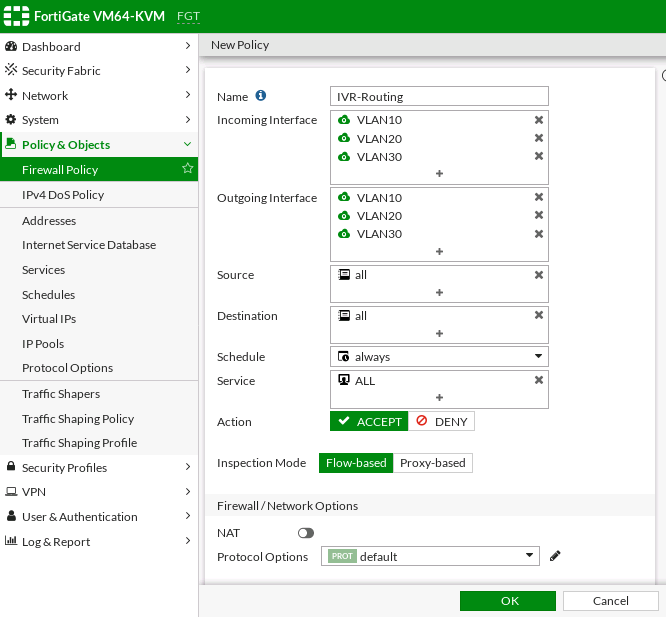 FortiGate VM64-KVM FGT
Dashboard
Security Fabric
Network
System
Policy & Objects
Firewall Policy
IPv4 DoS Policy
Addresses
Internet Service Database
Services
Schedules
Virtual IPs
IP Pools
Protocol Options
Traffic Shapers
Traffic Shaping Policy
Traffic Shaping Profile
Security Profiles
VPN
User & Authentication
Log & Report
New Policy
Name IVR-Routing
Incoming Interface VLAN10
VLAN20
VLAN30
Outgoing Interface VLAN10
VLAN20
VLAN30
Source all
Destination all
Schedule always
Service ALL
Action ACCEPT DENY
Inspection Mode Flow-based Proxy-based
Firewall / Network Options
NAT
Protocol Options PROT default
OK Cancel